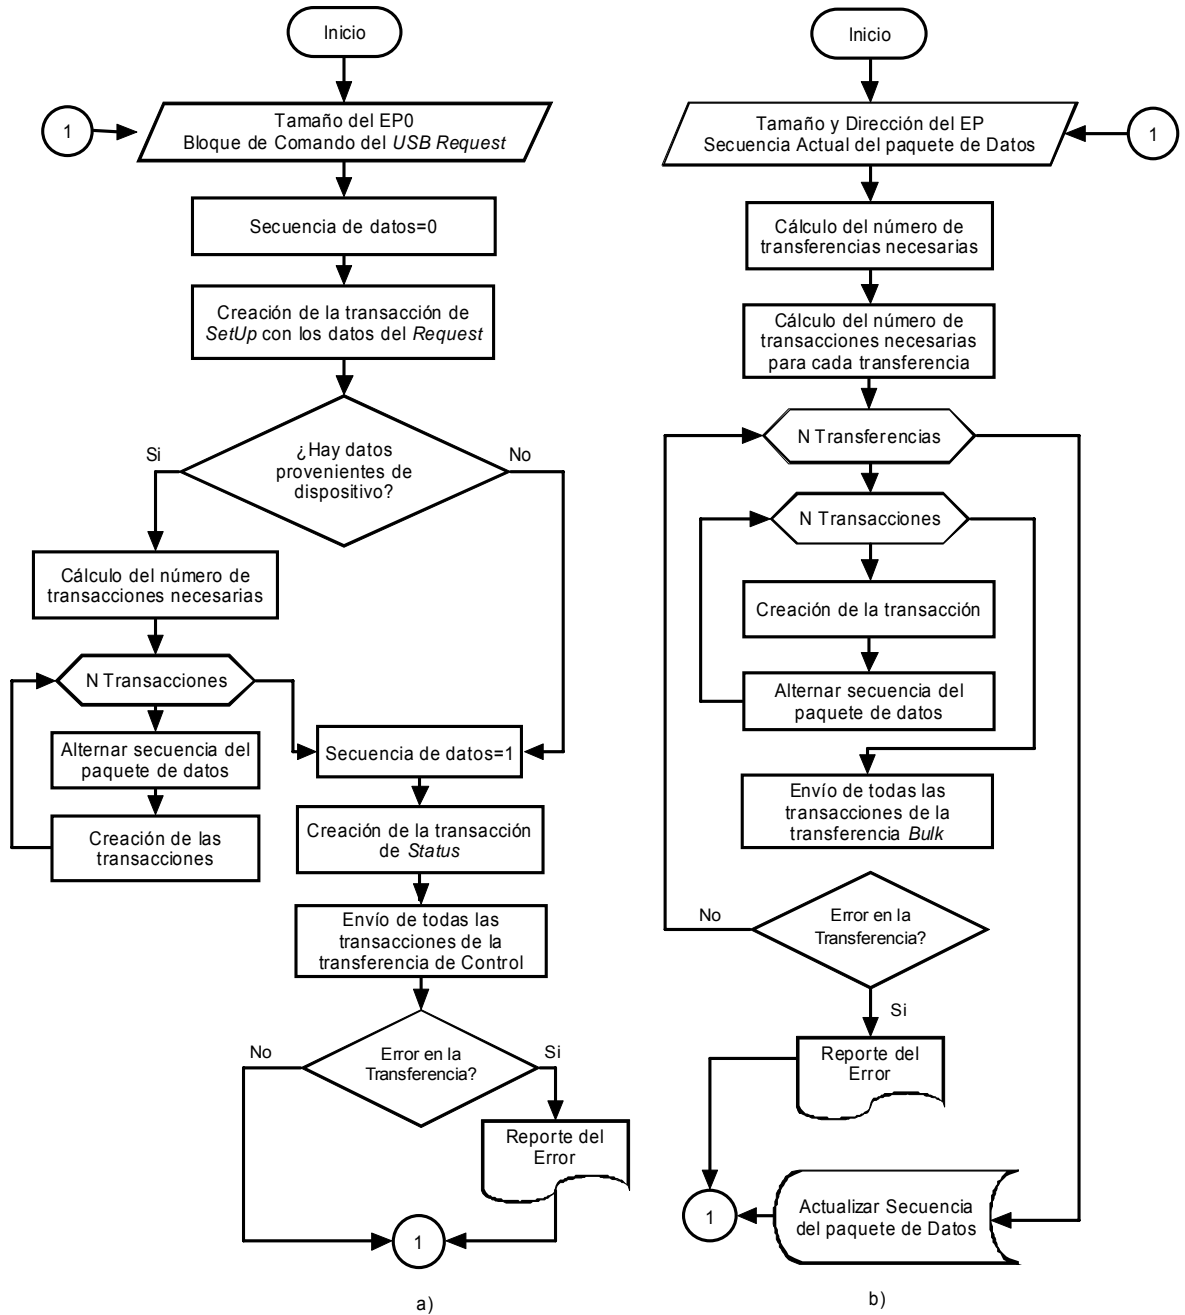 Inicio
1
Tamaño del EP0
Bloque de Comando del USB Request
Secuencia de datos=0
Creación de la transacción de
SetUp con los datos del Request
¿Hay datos
provenientes de
dispositivo?
Si
No
Cálculo del número de
transacciones necesarias
N Transacciones
Alternar secuencia del
paquete de datos
Creación de las
transacciones
Secuencia de datos=1
Creación de la transacción
de Status
Envío de todas las
transacciones de la
transferencia de Control
Error en la
Transferencia?
No
Si
Reporte del
Error
1
a)
Inicio
Tamaño y Dirección del EP
Secuencia Actual del paquete de Datos
1
Cálculo del número de
transferencias necesarias
Cálculo del número de
transacciones necesarias
para cada transferencia
N Transferencias
N Transacciones
Creación de la transacción
Alternar secuencia del
paquete de datos
Envío de todas las
transacciones de la
transferencia Bulk
No
Error en la
Transferencia?
Si
Reporte del
Error
1
Actualizar Secuencia
del paquete de Datos
b)